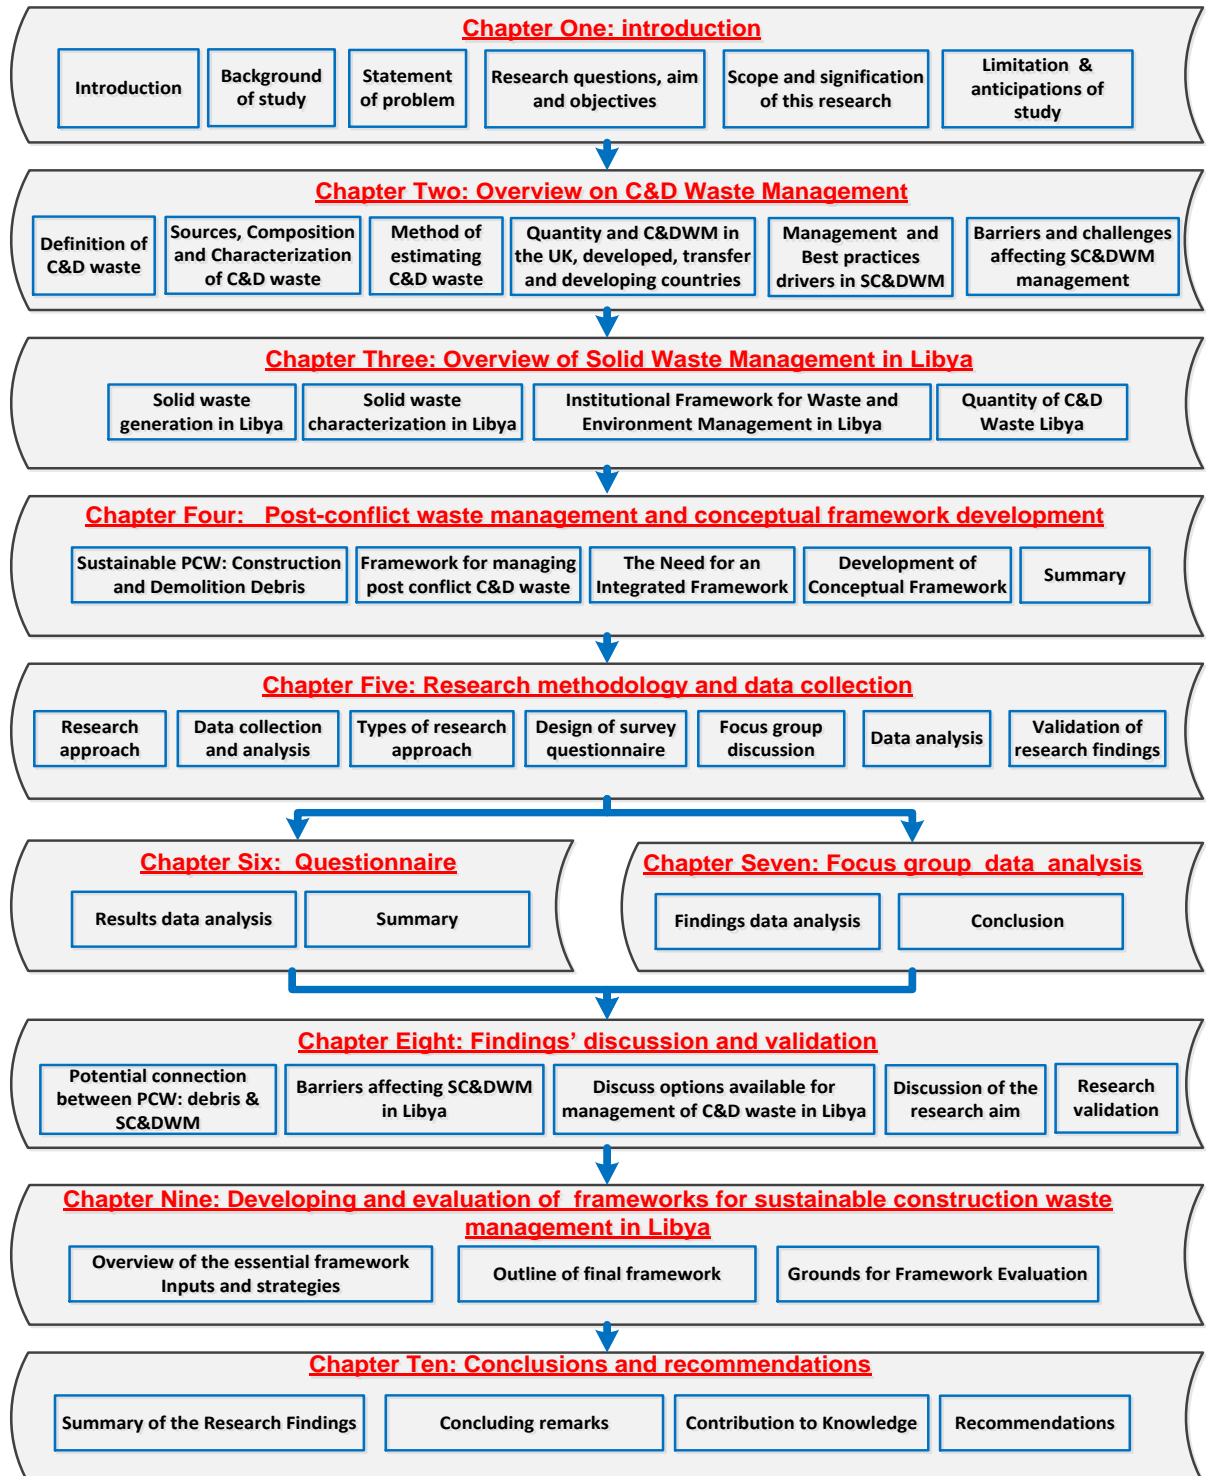 Chapter One: introduction
Introduction
Background
of study
Statement
of problem
Research questions, aim
and objectives
Scope and signification
of this research
Limitation &
anticipations of
study
Chapter Two: Overview on C&D Waste Management
Definition of
C&D waste
Sources, Composition
and Characterization
of C&D waste
Method of
estimating
C&D waste
Quantity and C&DWM in
the UK, developed, transfer
and developing countries
Management and
Best practices
drivers in SC&DWM
Barriers and challenges
affecting SC&DWM
management
Chapter Three: Overview of Solid Waste Management in Libya
Solid waste
generation in Libya
Solid waste
characterization in Libya
Institutional Framework for Waste and
Environment Management in Libya
Quantity of C&D
Waste Libya
Chapter Four: Post-conflict waste management and conceptual framework development
Sustainable PCW: Construction
and Demolition Debris
Framework for managing
post conflict C&D waste
The Need for an
Integrated Framework
Development of
Conceptual Framework
Summary
Chapter Five: Research methodology and data collection
Research
approach
Data collection
and analysis
Types of research
approach
Design of survey
questionnaire
Focus group
discussion
Data analysis
Validation of
research findings
Chapter Six: Questionnaire
Results data analysis
Summary
Chapter Seven: Focus group data analysis
Findings data analysis
Conclusion
Chapter Eight: Findings' discussion and validation
Potential connection
between PCW: debris &
SC&DWM
Barriers affecting SC&DWM
in Libya
Discuss options available for
management of C&D waste in Libya
Discussion of the
research aim
Research
validation
Chapter Nine: Developing and evaluation of frameworks for sustainable construction waste
management in Libya
Overview of the essential framework
Inputs and strategies
Outline of final framework
Grounds for Framework Evaluation
Chapter Ten: Conclusions and recommendations
Summary of the Research Findings
Concluding remarks
Contribution to Knowledge
Recommendations